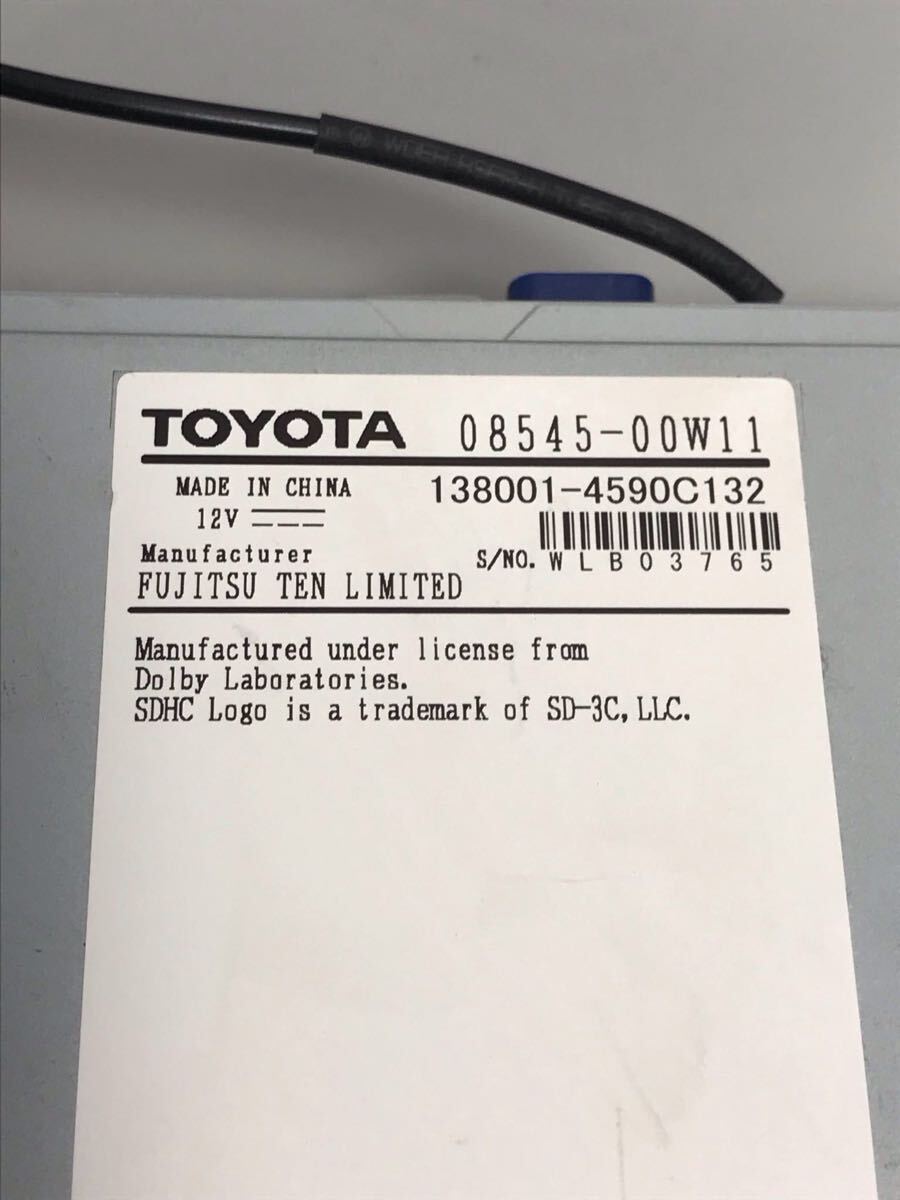 TOYOTA 08545-00W11
MADE IN CHINA 138001-4590C132
12V
Manufacturer S/NO. WLB03765
FUJITSU TEN LIMITED
Manufactured under license from
Dolby Laboratories.
SDHC Logo is a trademark of SD-3C, LLC.